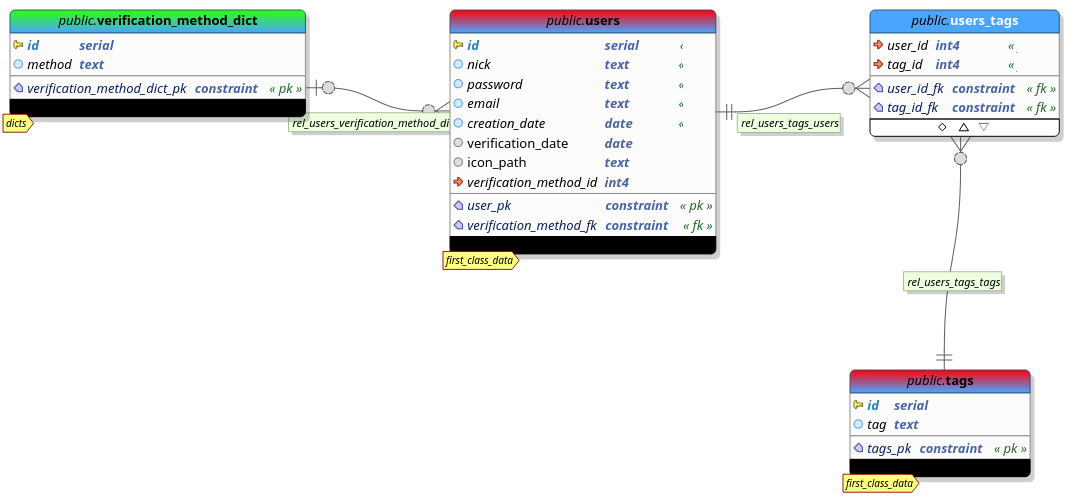 public.verification_method_dict
id serial
method text
verification_method_dict_pk constraint « pk »
dicts
rel_users_verification_method_di
public.users
id serial «
nick text «
password text «
email text «
creation_date date «
verification_date date
icon_path text
verification_method_id int4
user_pk constraint « pk »
verification_method_fk constraint « fk »
first_class_data
rel_users_tags_users
public.users_tags
user_id int4 «
tag_id int4 «
user_id_fk constraint « fk »
tag_id_fk constraint « fk »
rel_users_tags_tags
public.tags
id serial
tag text
tags_pk constraint « pk »
first_class_data